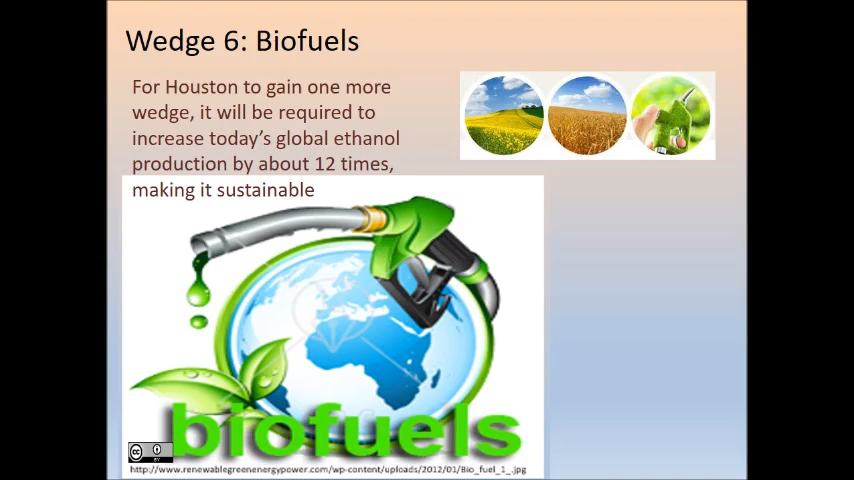 Wedge 6: Biofuels
For Houston to gain one more
wedge, it will be required to
increase today's global ethanol
production by about 12 times,
making it sustainable
biofuels
cc
BY
http://www.renewablegreenenergypower.com/wp-content/uploads/2012/01/Bio_fuel_1_.jpg